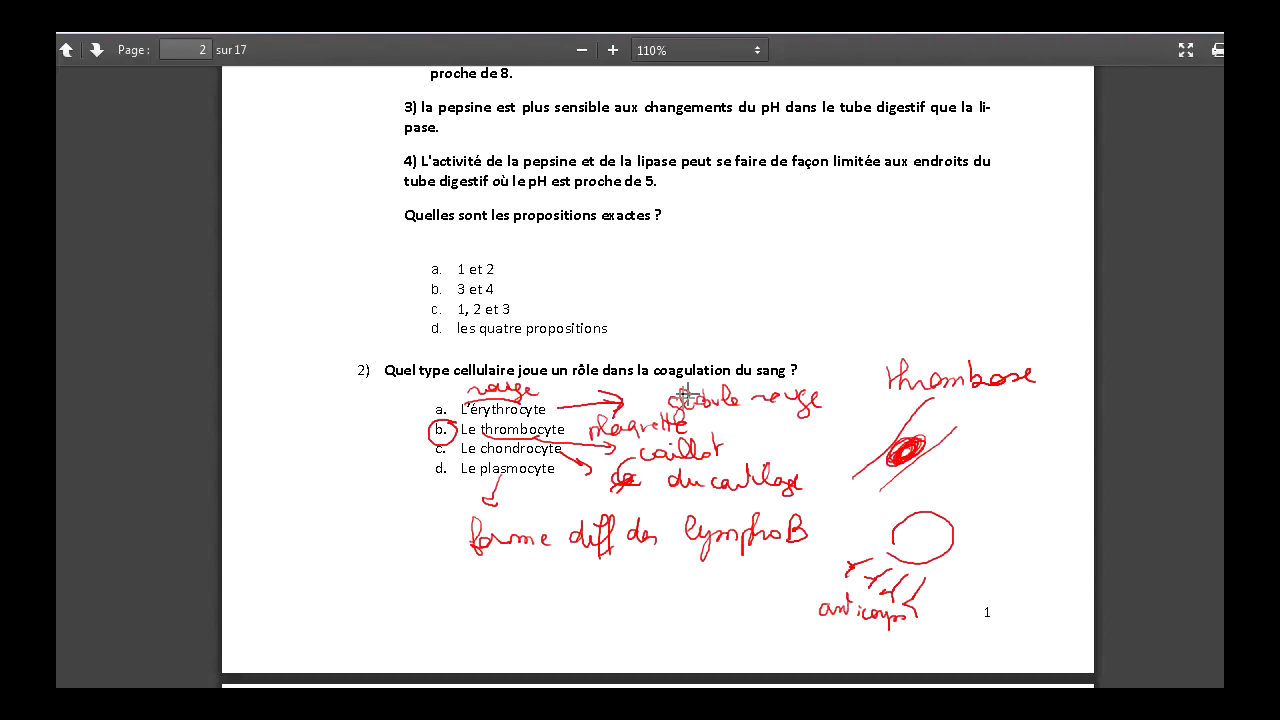 Page : 2 sur 17 110%
proche de 8.
3) la pepsine est plus sensible aux changements du pH dans le tube digestif que la li-
pase.
4) L'activité de la pepsine et de la lipase peut se faire de façon limitée aux endroits du
tube digestif où le pH est proche de 5.
Quelles sont les propositions exactes ?
a. 1 et 2
b. 3 et 4
c. 1, 2 et 3
d. les quatre propositions
2) Quel type cellulaire joue un rôle dans la coagulation du sang ?
thrombose
rouge
a. L'érythrocyte globule rouge
b. Le thrombocyte plaquette
caillot
c. Le chondrocyte
d. Le plasmocyte du cartilage
forme diff des lymphoB
anticorps
1